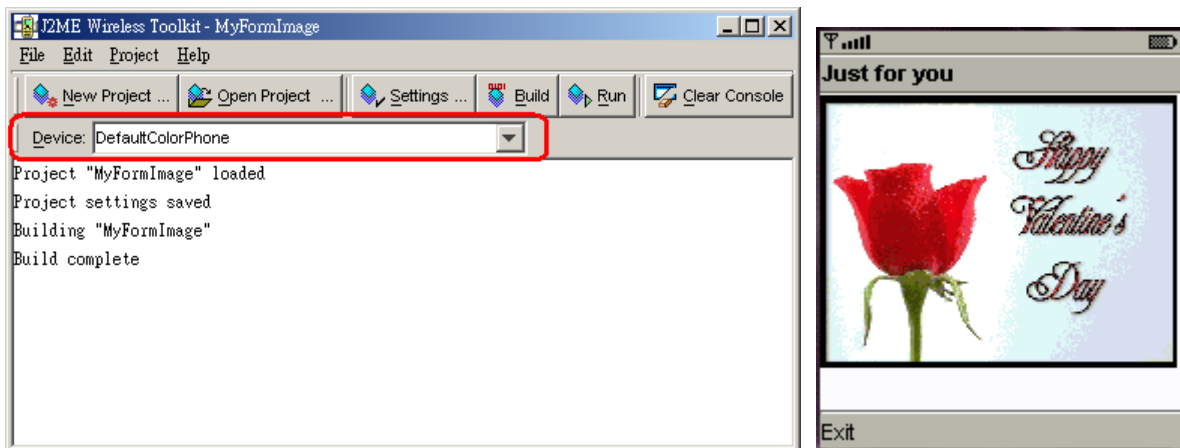 J2ME Wireless Toolkit - MyFormImage
File Edit Project Help
New Project ... Open Project ... Settings ... Build Run Clear Console
Device: DefaultColorPhone
Project "MyFormImage" loaded
Project settings saved
Building "MyFormImage"
Build complete
Just for you
Happy
Valentine's
Day
Exit